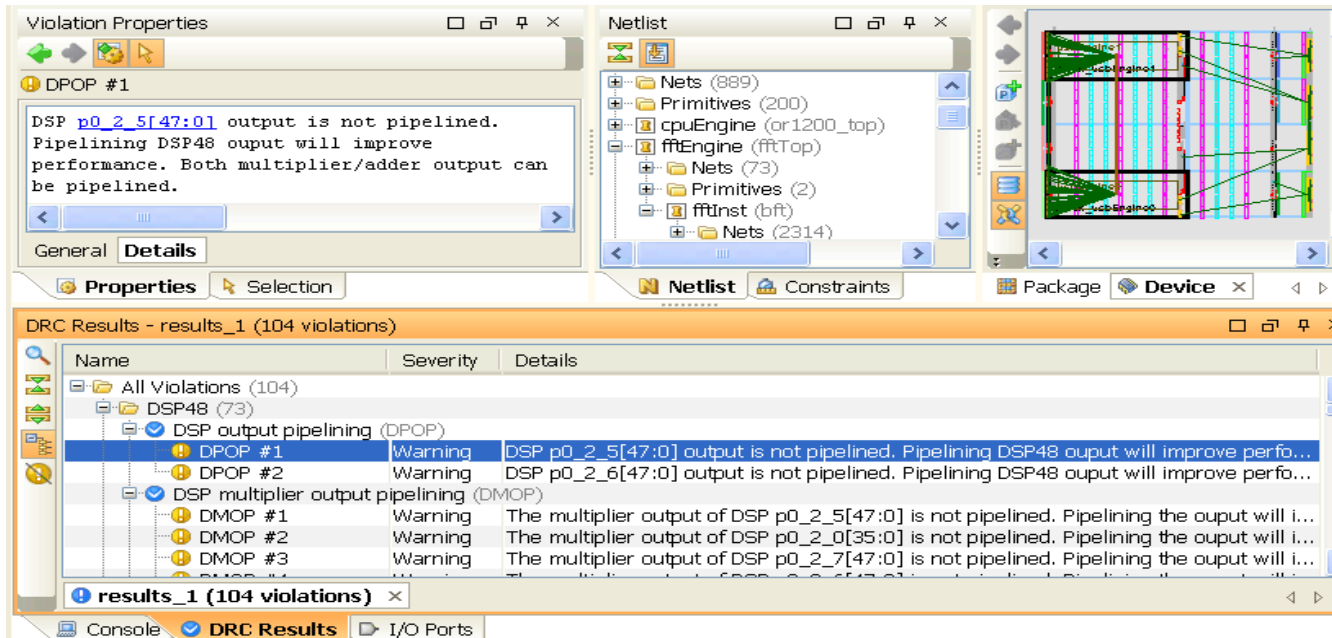 Violation Properties
DPOP #1
DSP p0_2_5[47:0] output is not pipelined.
Pipelining DSP48 ouput will improve
performance. Both multiplier/adder output can
be pipelined.
General Details
Properties Selection
Netlist
Nets (889)
Primitives (200)
cpuEngine (or1200_top)
fftEngine (fftTop)
Nets (73)
Primitives (2)
fftInst (bft)
Nets (2314)
Netlist Constraints
Package Device
DRC Results - results_1 (104 violations)
Name Severity Details
All Violations (104)
DSP48 (73)
DSP output pipelining (DPOP)
DPOP #1 Warning DSP p0_2_5[47:0] output is not pipelined. Pipelining DSP48 ouput will improve perfo...
DPOP #2 Warning DSP p0_2_6[47:0] output is not pipelined. Pipelining DSP48 ouput will improve perfo...
DSP multiplier output pipelining (DMOP)
DMOP #1 Warning The multiplier output of DSP p0_2_5[47:0] is not pipelined. Pipelining the ouput will i...
DMOP #2 Warning The multiplier output of DSP p0_2_0[35:0] is not pipelined. Pipelining the ouput will i...
DMOP #3 Warning The multiplier output of DSP p0_2_7[47:0] is not pipelined. Pipelining the ouput will i...
results_1 (104 violations)
Console DRC Results I/O Ports